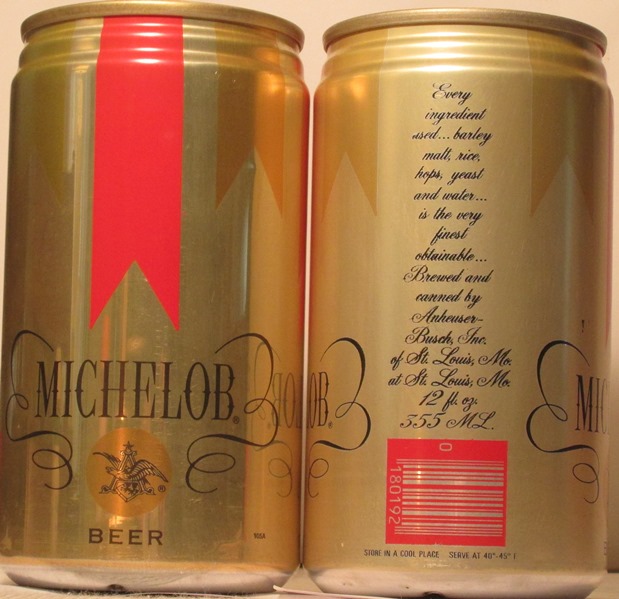 MICHELOB®
BEER
OB.
Every
ingredient
used... barley
malt, rice,
hops, yeast
and water...
is the very
finest
obtainable...
Brewed and
canned by
Anheuser-
Busch, Inc.
of St. Louis, Mo.
at St. Louis, Mo.
12 fl. oz.
355 ML.
0
180192
STORE IN A COOL PLACE SERVE AT 40°-45° F
MIC